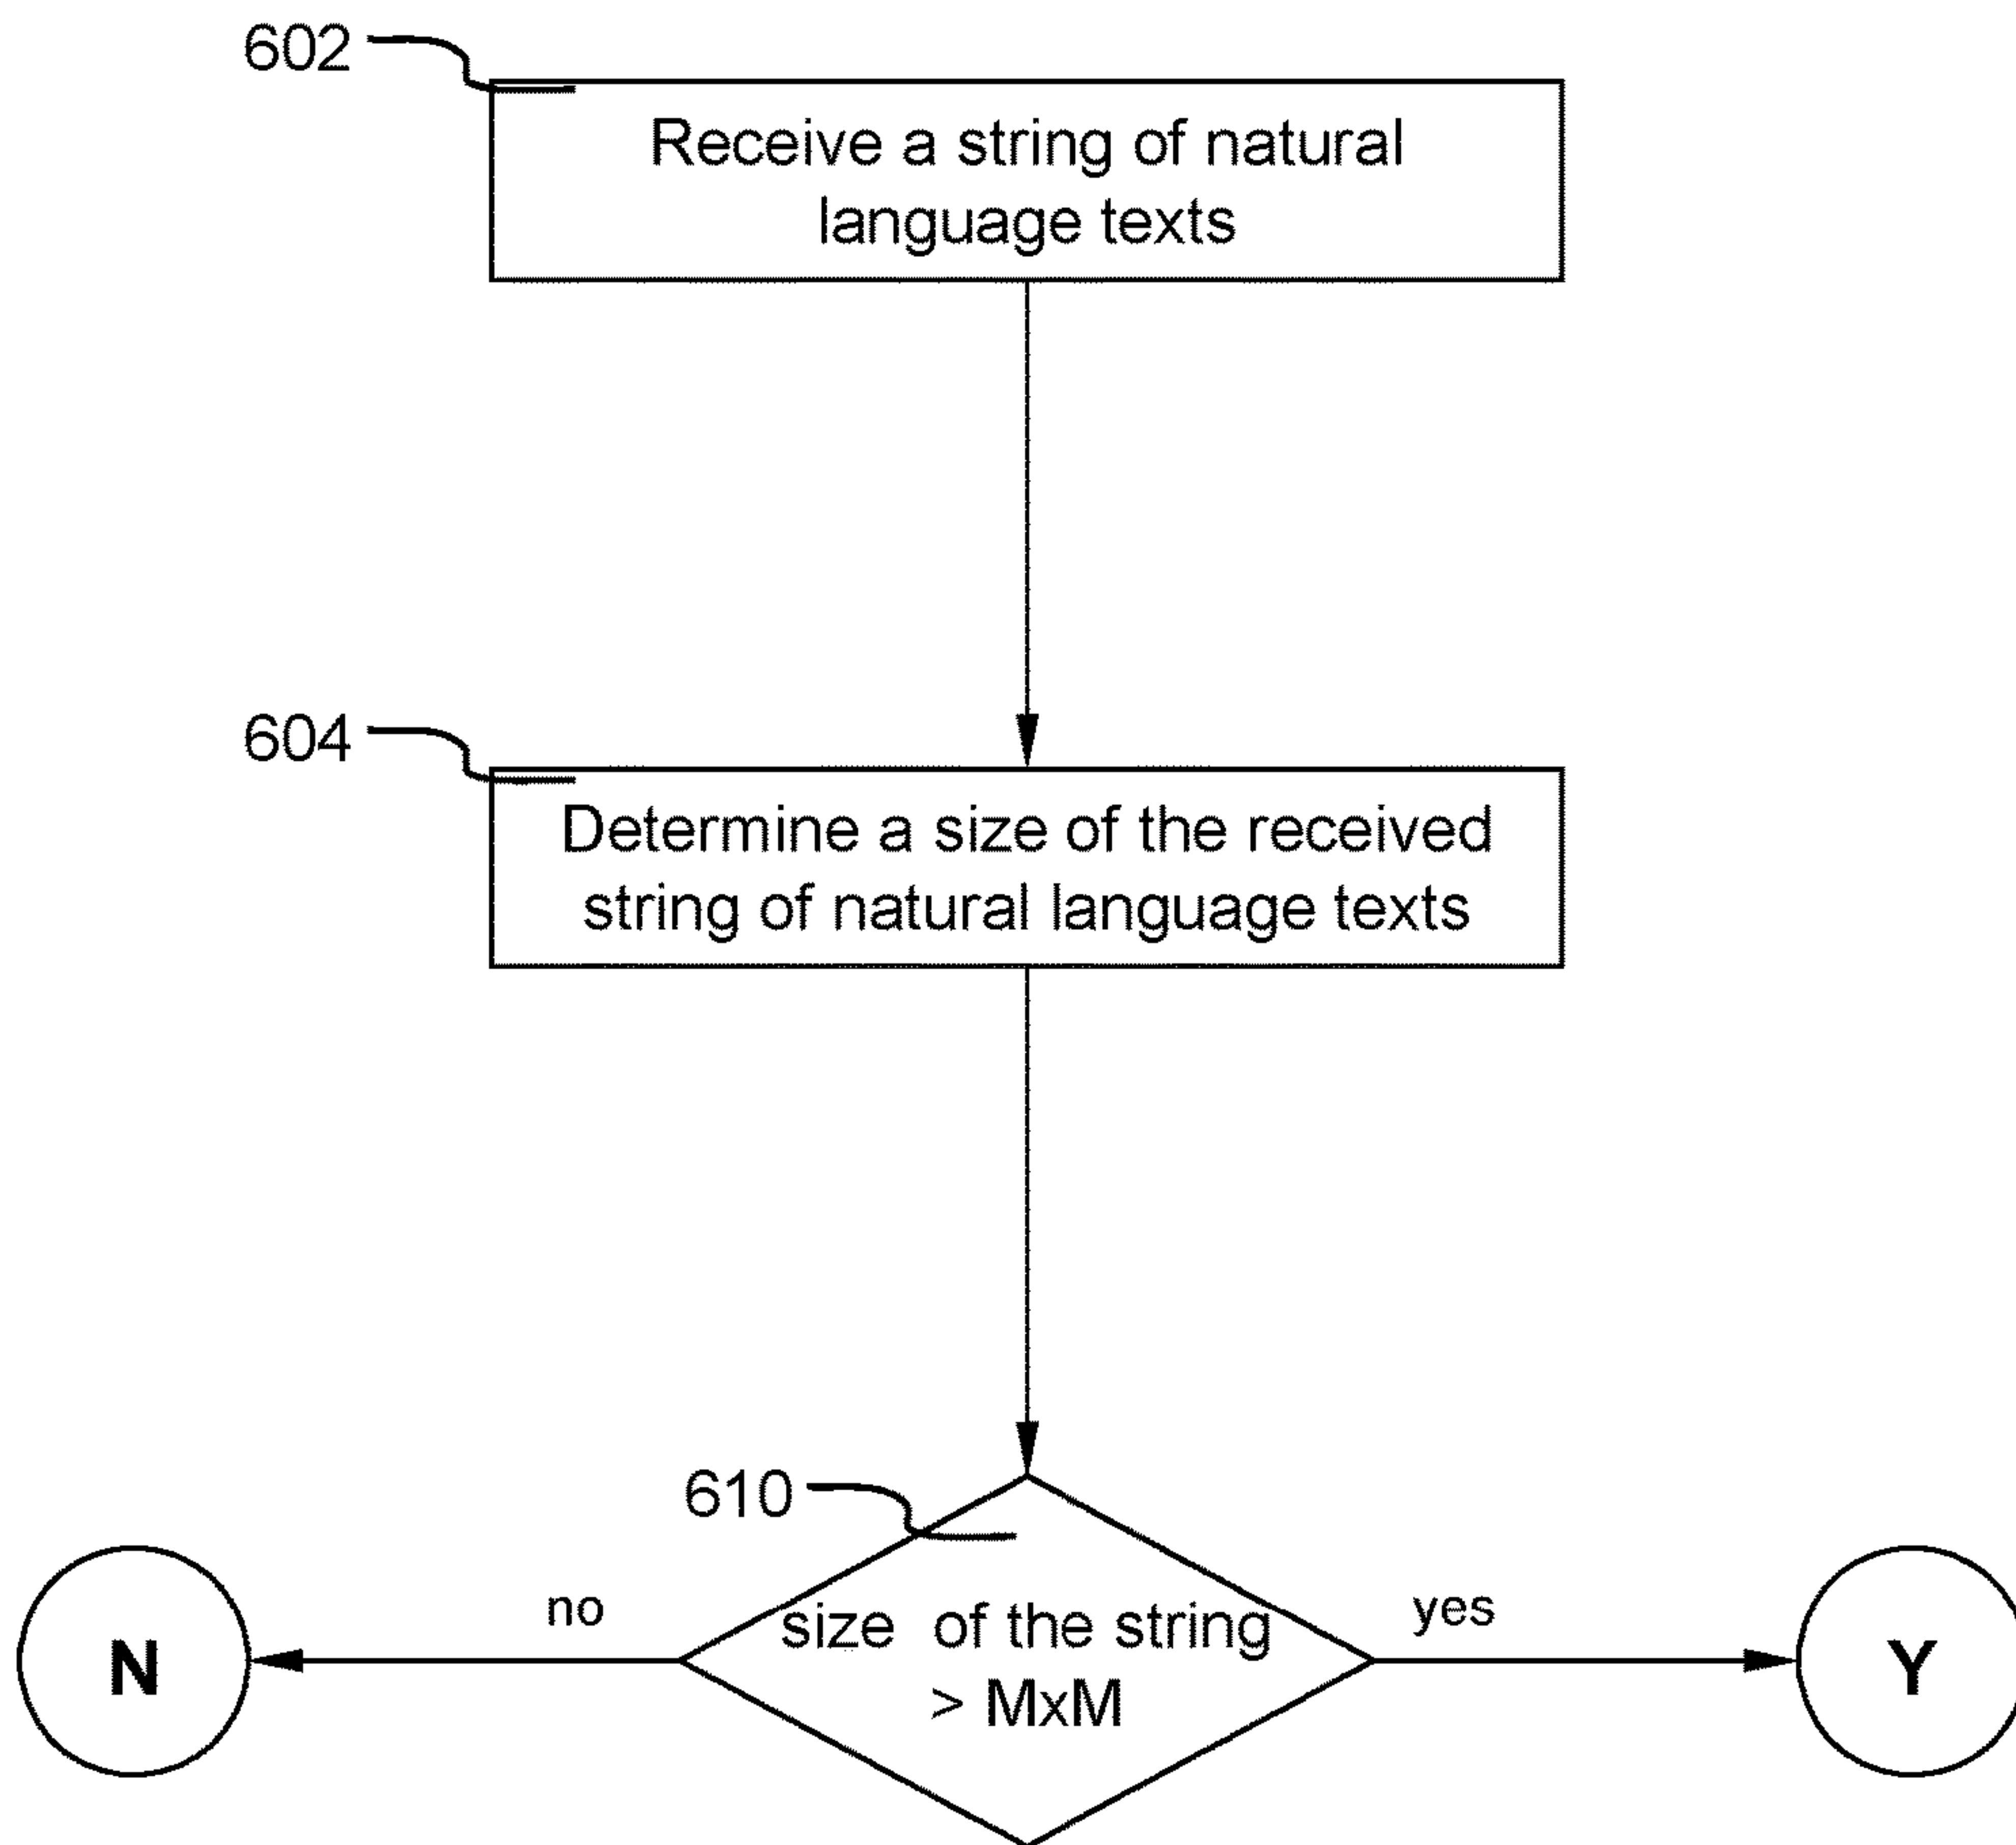 602
Receive a string of natural
language texts
604
Determine a size of the received
string of natural language texts
610
no
size of the string
> MxM
yes
N
Y